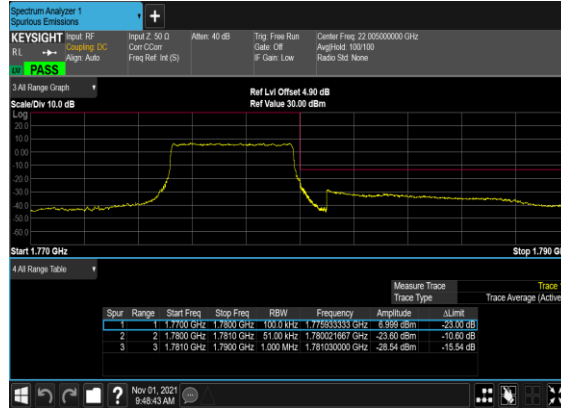 Spectrum Analyzer 1
Spurious Emissions
KEYSIGHT Input: RF Input Z: 50 Ω Atten: 40 dB Trig: Free Run Center Freq: 22.005000000 GHz
RL Coupling: DC Corr CCorr Gate: Off Avg|Hold: 100/100
Align: Auto Freq Ref: Int (S) IF Gain: Low Radio Std: None
PASS
3 All Range Graph
Ref Lvl Offset 4.90 dB
Scale/Div 10.0 dB Ref Value 30.00 dBm
Log
20.0
10.0
0.00
-10.0
-20.0
-30.0
-40.0
-50.0
-60.0
Start 1.770 GHz Stop 1.790 G
4 All Range Table
Measure Trace Trace
Trace Type Trace Average (Active
Spur Range Start Freq Stop Freq RBW Frequency Amplitude ΔLimit
1 1 1.7700 GHz 1.7800 GHz 100.0 kHz 1.775933333 GHz 6.999 dBm -23.00 dB
2 2 1.7800 GHz 1.7810 GHz 51.00 kHz 1.780021667 GHz -23.60 dBm -10.60 dB
3 3 1.7810 GHz 1.7900 GHz 1.000 MHz 1.781030000 GHz -28.54 dBm -15.54 dB
? Nov 01, 2021
9:48:43 AM